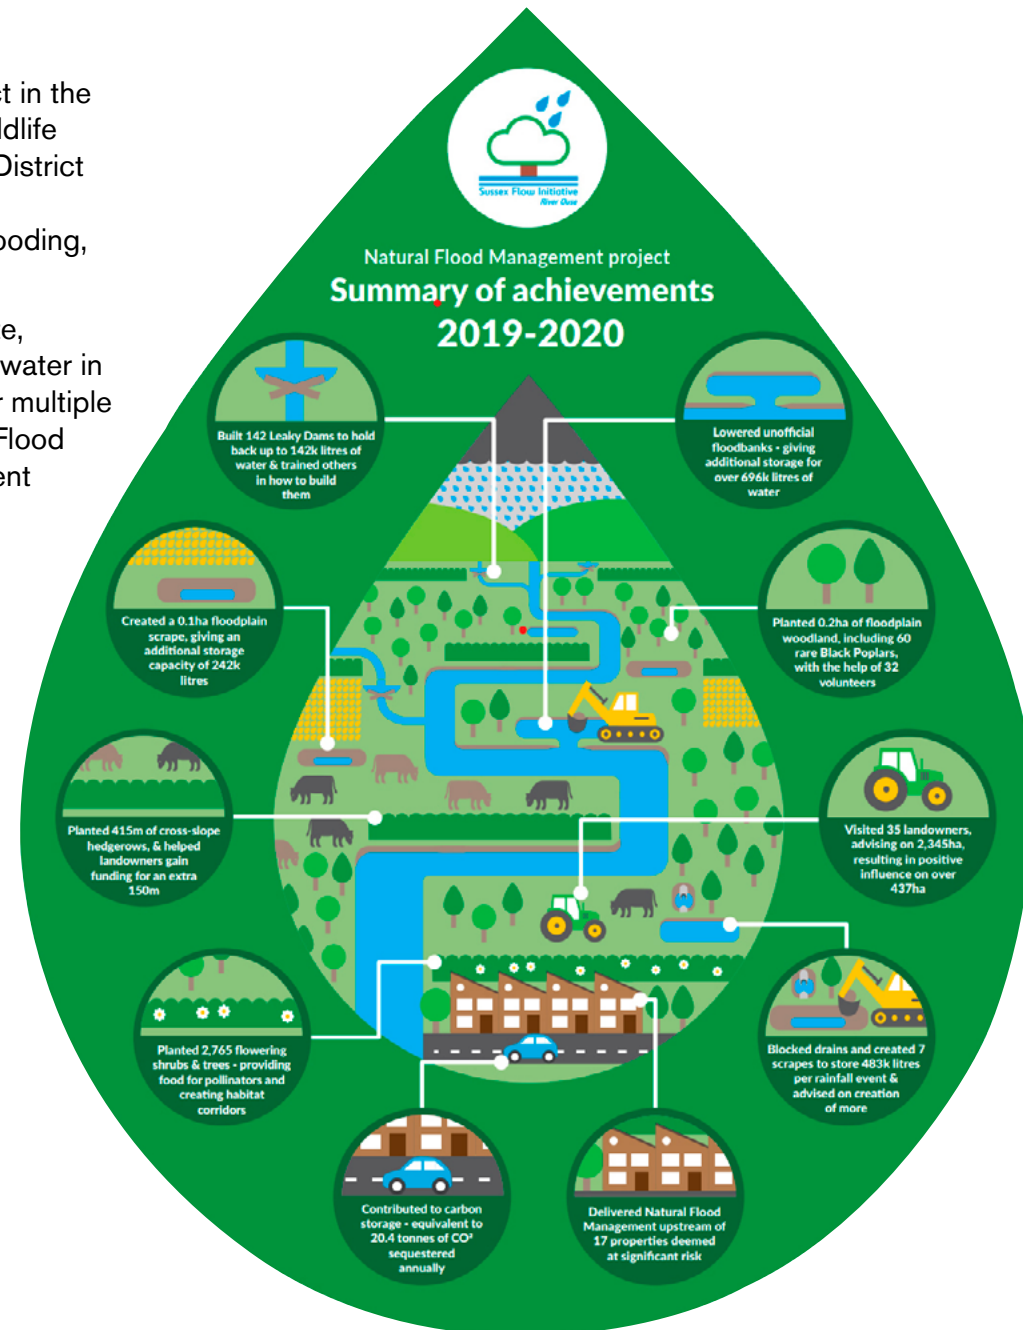 ct in the
ldlife
District
ooding,
te,
water in
r multiple
Flood
ent
Sussex Flow Initiative
River Ouse
Natural Flood Management project
Summary of achievements
2019-2020
Built 142 Leaky Dams to hold
back up to 142k litres of
water & trained others
in how to build
them
Lowered unofficial
floodbanks - giving
additional storage for
over 696k litres of
water
Created a 0.1ha floodplain
scrape, giving an
additional storage
capacity of 242k
litres
Planted 0.2ha of floodplain
woodland, including 60
rare Black Poplars,
with the help of 32
volunteers
Planted 415m of cross-slope
hedgerows, & helped
landowners gain
funding for an extra
150m
Visited 35 landowners,
advising on 2,345ha,
resulting in positive
influence on over
437ha
Planted 2,765 flowering
shrubs & trees - providing
food for pollinators and
creating habitat
corridors
Blocked drains and created 7
scrapes to store 483k litres
per rainfall event &
advised on creation
of more
Contributed to carbon
storage - equivalent to
20.4 tonnes of CO²
sequestered
annually
Delivered Natural Flood
Management upstream of
17 properties deemed
at significant risk